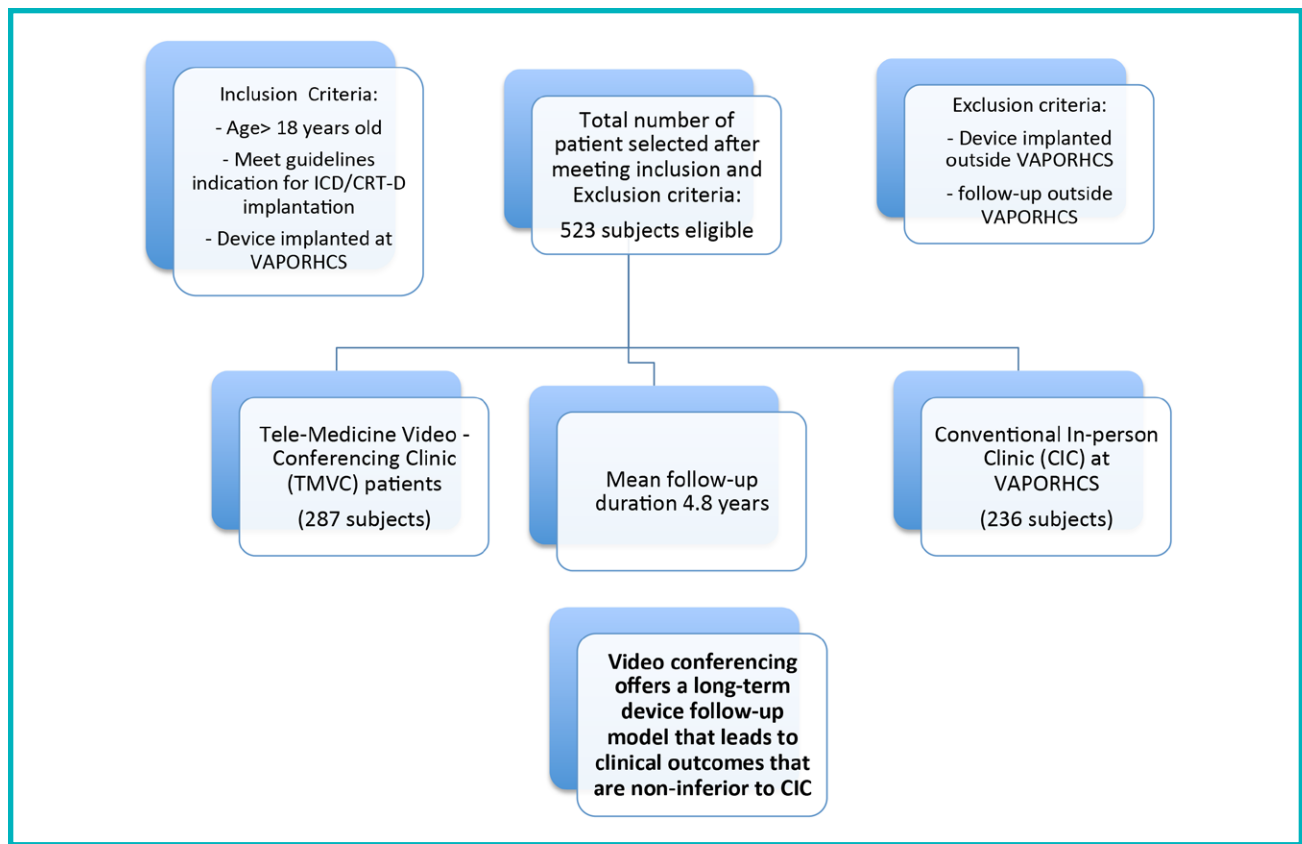 Inclusion Criteria:
- Age> 18 years old
- Meet guidelines
indication for ICD/CRT-D
implantation
- Device implanted at
VAPORHCS
Total number of
patient selected after
meeting inclusion and
Exclusion criteria:
523 subjects eligible
Exclusion criteria:
- Device implanted
outside VAPORHCS
- follow-up outside
VAPORHCS
Tele-Medicine Video -
Conferencing Clinic
(TMVC) patients
(287 subjects)
Mean follow-up
duration 4.8 years
Conventional In-person
Clinic (CIC) at
VAPORHCS
(236 subjects)
Video conferencing
offers a long-term
device follow-up
model that leads to
clinical outcomes that
are non-inferior to CIC